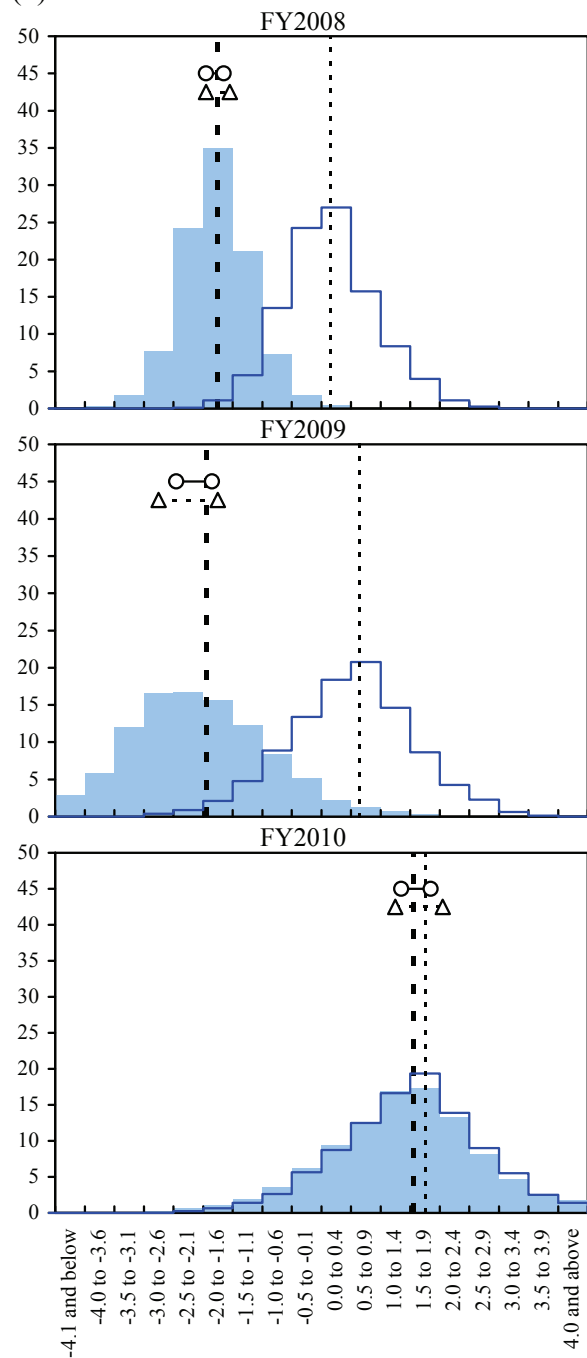 FY2008
50
45
40
35
30
25
20
15
10
5
0
FY2009
50
45
40
35
30
25
20
15
10
5
0
FY2010
50
45
40
35
30
25
20
15
10
5
0
-4.1 and below
-4.0 to -3.6
-3.5 to -3.1
-3.0 to -2.6
-2.5 to -2.1
-2.0 to -1.6
-1.5 to -1.1
-1.0 to -0.6
-0.5 to -0.1
0.0 to 0.4
0.5 to 0.9
1.0 to 1.4
1.5 to 1.9
2.0 to 2.4
2.5 to 2.9
3.0 to 3.4
3.5 to 3.9
4.0 and above